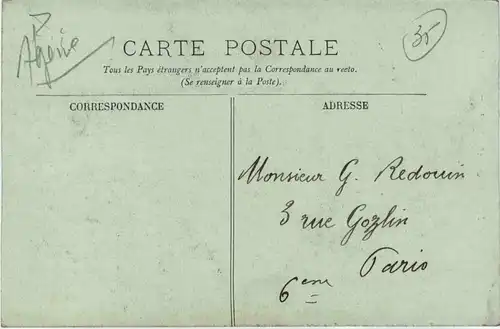 Algérie
35
CARTE POSTALE
Tous les Pays étrangers n'acceptent pas la Correspondance au recto.
(Se renseigner à la Poste).
CORRESPONDANCE
ADRESSE
Monsieur G. Redouin
3 rue Gozlin
Paris
6eme